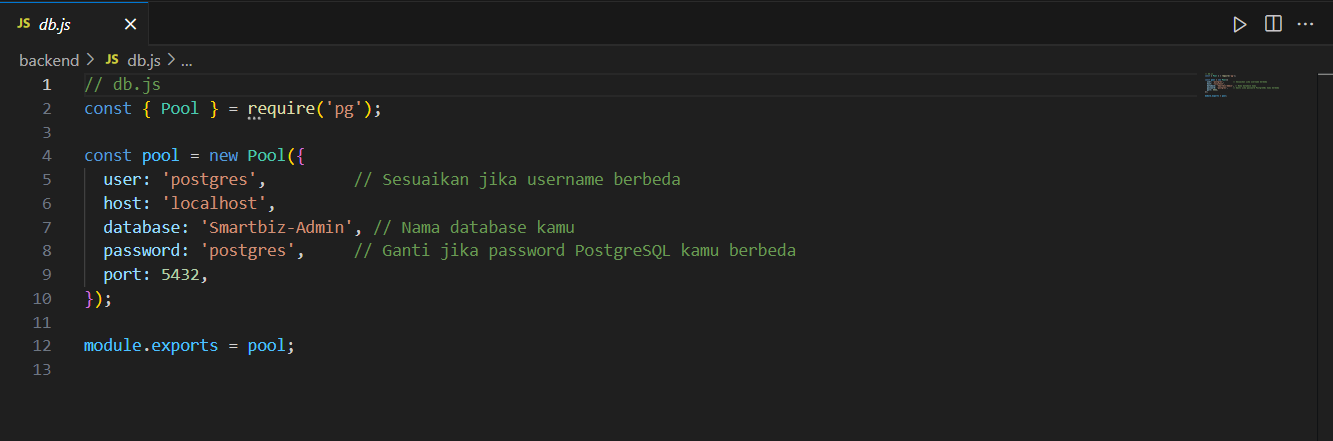 JS db.js
backend > JS db.js > ...
1 // db.js
2 const { Pool } = require('pg');
3
4 const pool = new Pool({
5   user: 'postgres',         // Sesuaikan jika username berbeda
6   host: 'localhost',
7   database: 'Smartbiz-Admin', // Nama database kamu
8   password: 'postgres',     // Ganti jika password PostgreSQL kamu berbeda
9   port: 5432,
10 });
11
12 module.exports = pool;
13